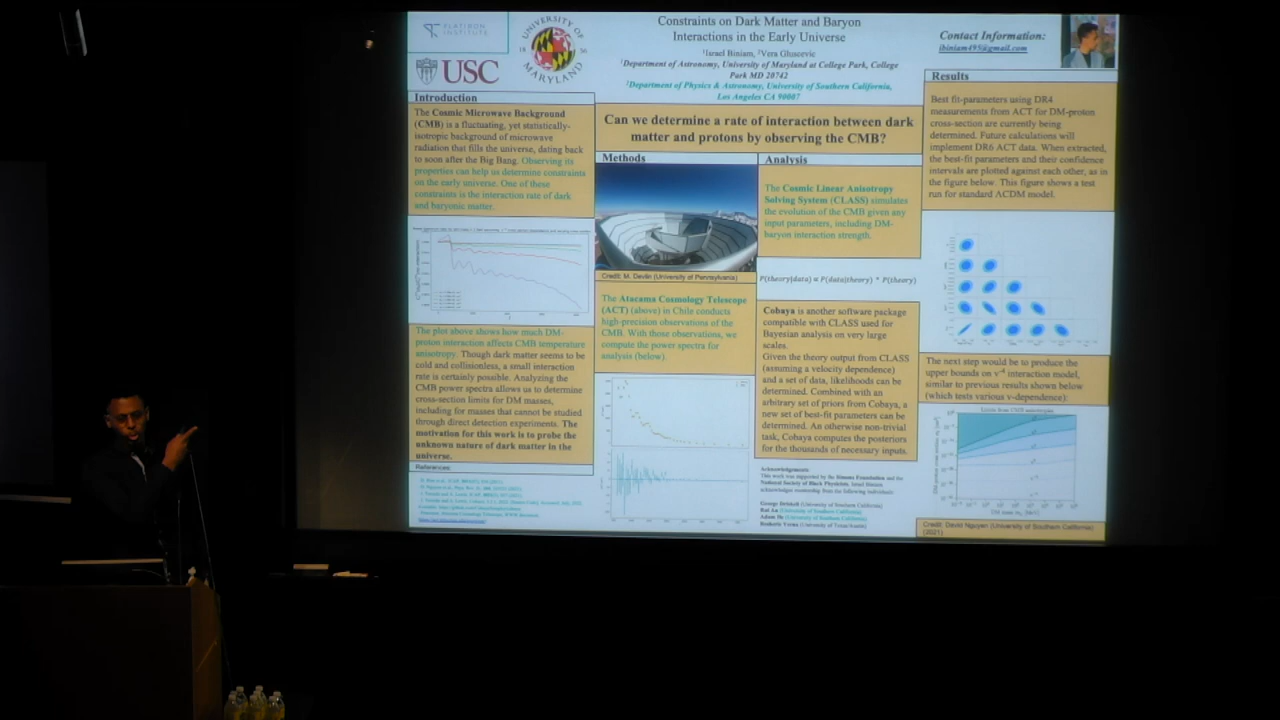 FLATIRON
INSTITUTE
UNIVERSITY OF
MARYLAND
18 56
USC
Constraints on Dark Matter and Baryon
Interactions in the Early Universe
¹Israel Biniam, ²Vera Gluscevic
¹Department of Astronomy, University of Maryland at College Park, College
Park MD 20742
²Department of Physics & Astronomy, University of Southern California,
Los Angeles CA 90007
Contact Information:
ibiniam495@gmail.com
Introduction
The Cosmic Microwave Background
(CMB) is a fluctuating, yet statistically-
isotropic background of microwave
radiation that fills the universe, dating back
to soon after the Big Bang. Observing its
properties can help us determine constraints
on the early universe. One of these
constraints is the interaction rate of dark
and baryonic matter.
The plot above shows how much DM-
proton interaction affects CMB temperature
anisotropy. Though dark matter seems to be
cold and collisionless, a small interaction
rate is certainly possible. Analyzing the
CMB power spectra allows us to determine
cross-section limits for DM masses,
including for masses that cannot be studied
through direct detection experiments. The
motivation for this work is to probe the
unknown nature of dark matter in the
universe.
References:
Can we determine a rate of interaction between dark
matter and protons by observing the CMB?
Methods
Credit: M. Devlin (University of Pennsylvania)
The Atacama Cosmology Telescope
(ACT) (above) in Chile conducts
high-precision observations of the
CMB. With those observations, we
compute the power spectra for
analysis (below).
Analysis
The Cosmic Linear Anisotropy
Solving System (CLASS) simulates
the evolution of the CMB given any
input parameters, including DM-
baryon interaction strength.
P(theory|data) ∝ P(data|theory) * P(theory)
Cobaya is another software package
compatible with CLASS used for
Bayesian analysis on very large
scales.
Given the theory output from CLASS
(assuming a velocity dependence)
and a set of data, likelihoods can be
determined. Combined with an
arbitrary set of priors from Cobaya, a
new set of best-fit parameters can be
determined. An otherwise non-trivial
task, Cobaya computes the posteriors
for the thousands of necessary inputs.
Acknowledgements:
This work was supported by the Simons Foundation and the
National Society of Black Physicists. Israel Biniam
acknowledges mentorship from the following individuals:
(University of Southern California)
(University of Southern California)
(University of Southern California)
(University of Texas/Austin)
Results
Best fit-parameters using DR4
measurements from ACT for DM-proton
cross-section are currently being
determined. Future calculations will
implement DR6 ACT data. When extracted,
the best-fit parameters and their confidence
intervals are plotted against each other, as in
the figure below. This figure shows a test
run for standard ΛCDM model.
The next step would be to produce the
upper bounds on v⁻⁴ interaction model,
similar to previous results shown below
(which tests various v-dependence):
Limits from CMB anisotropies
Credit: David Nguyen (University of Southern California)
(2021)